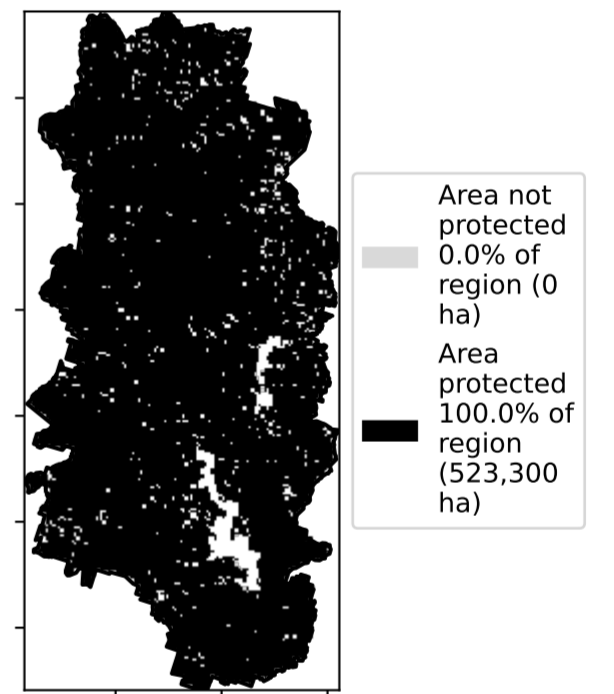 Area not
protected
0.0% of
region (0
ha)
Area
protected
100.0% of
region
(523,300
ha)